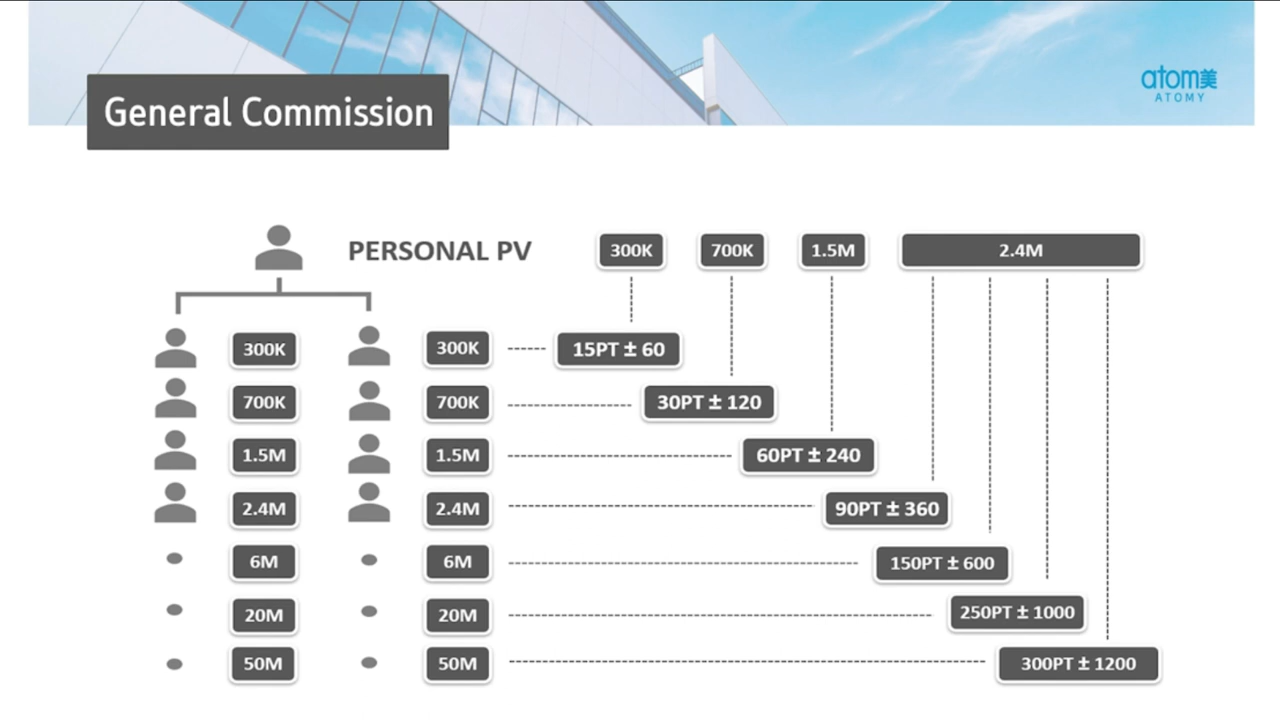 atom美
ATOMY
General Commission
PERSONAL PV 300K 700K 1.5M 2.4M
300K 300K 15PT ± 60
700K 700K 30PT ± 120
1.5M 1.5M 60PT ± 240
2.4M 2.4M 90PT ± 360
6M 6M 150PT ± 600
20M 20M 250PT ± 1000
50M 50M 300PT ± 1200